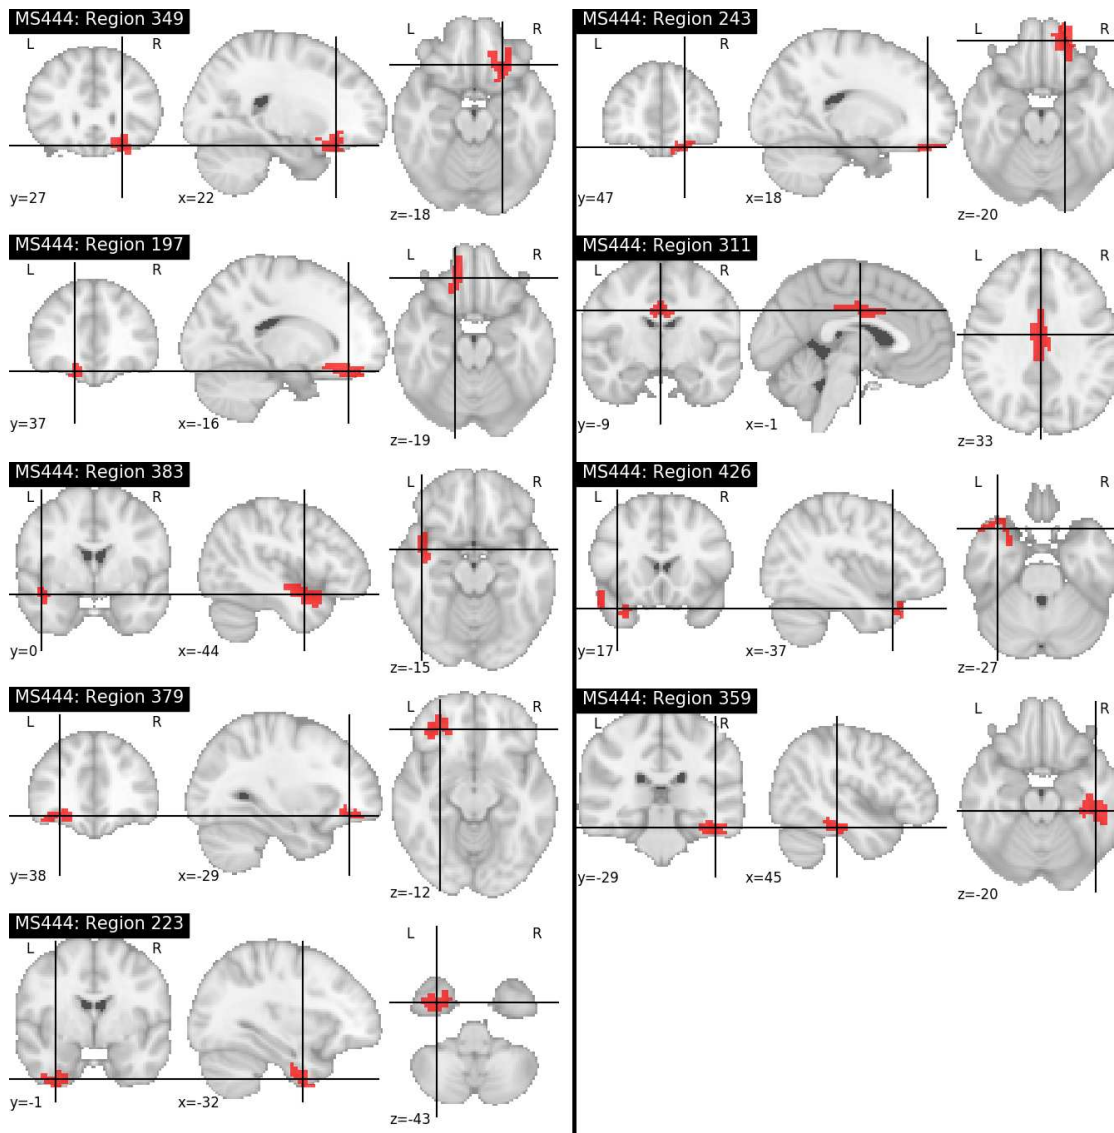 MS444: Region 349
L R
L R
y=27 x=22 z=-18
MS444: Region 197
L R
L R
y=37 x=-16 z=-19
MS444: Region 383
L R
L R
y=0 x=-44 z=-15
MS444: Region 379
L R
L R
y=38 x=-29 z=-12
MS444: Region 223
L R
L R
y=-1 x=-32 z=-43
MS444: Region 243
L R
L R
y=47 x=18 z=-20
MS444: Region 311
L R
L R
y=-9 x=-1 z=33
MS444: Region 426
L R
L R
y=17 x=-37 z=-27
MS444: Region 359
L R
L R
y=-29 x=45 z=-20